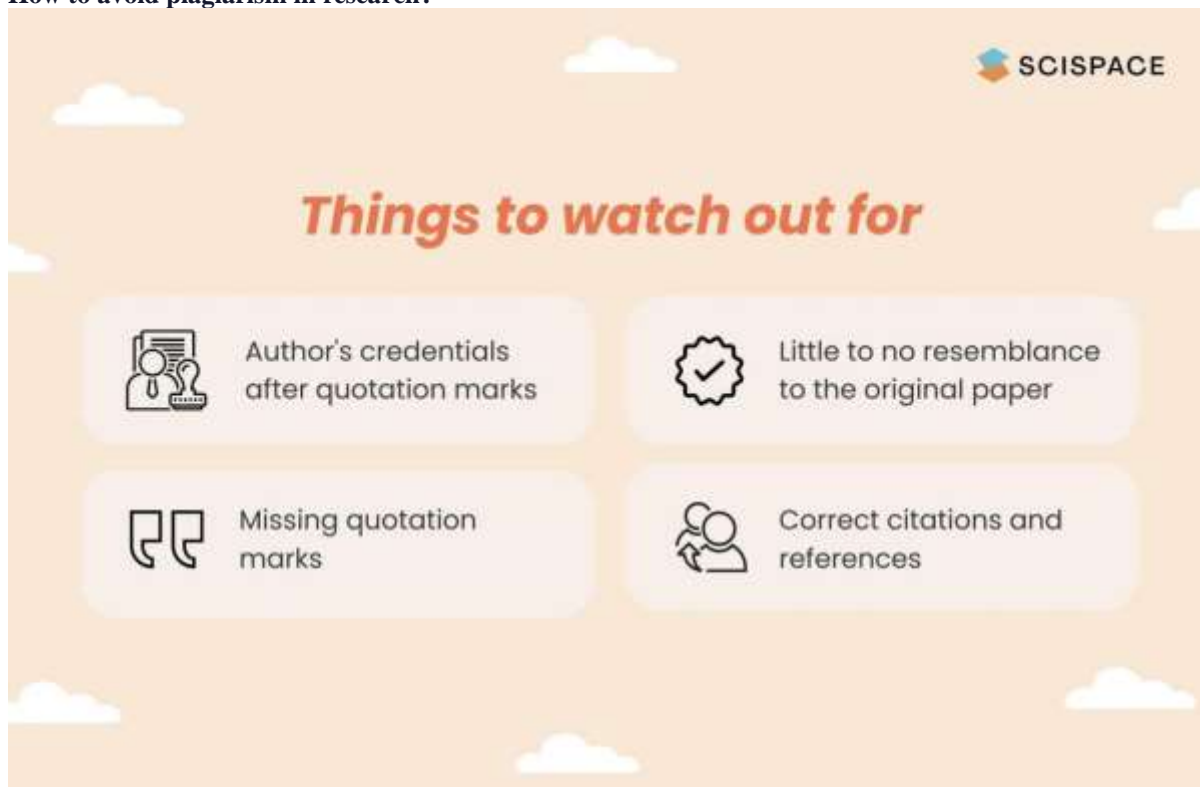 How to avoid plagiarism in research?
SCISPACE
Things to watch out for
Author's credentials
after quotation marks
Little to no resemblance
to the original paper
Missing quotation
marks
Correct citations and
references